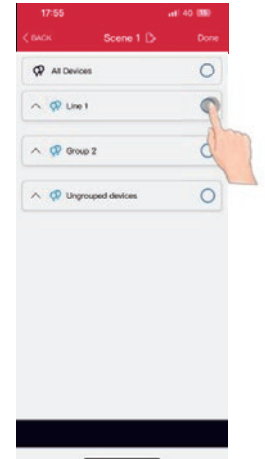 17:55 40
< BACK Scene 1 Done
All Devices
Line 1
Group 2
Ungrouped devices